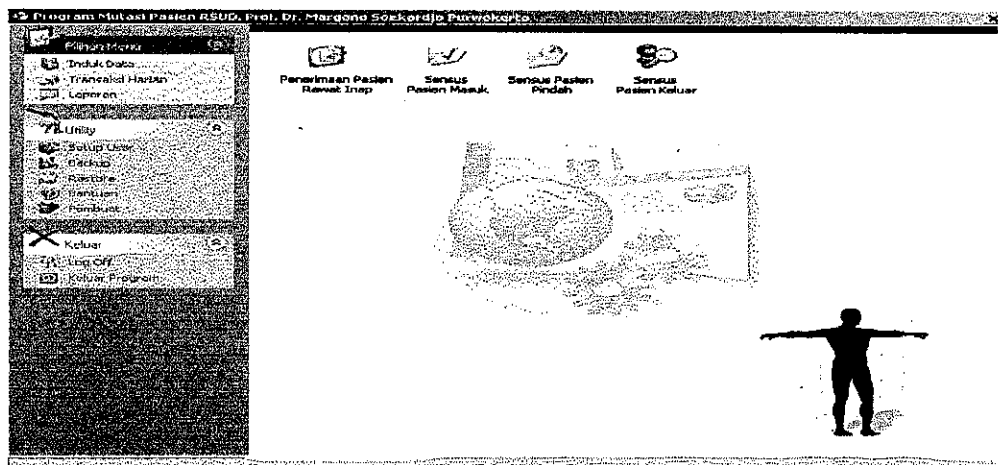 Program Mutasi Pasien RSUD. Prof. Dr. Margono Soekardjo Purwokerto
Pilihan Menu
Induk Data
Transaksi Harian
Laporan
Utility
Setup User
Backup
Restore
Bantuan
Pembuat
Keluar
Log Off
Keluar Program
Penerimaan Pasien
Rawat Inap
Sensus
Pasien Masuk
Sensus Pasien
Pindah
Sensus
Pasien Keluar